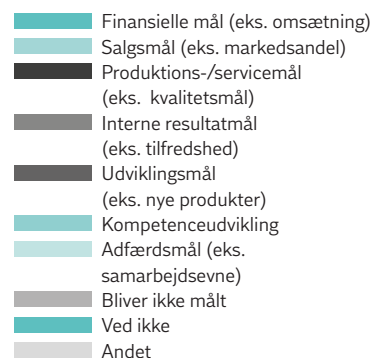 Finansielle mål (eks. omsætning)
Salgsmål (eks. markedsandel)
Produktions-/servicemål
(eks. kvalitetsmål)
Interne resultatmål
(eks. tilfredshed)
Udviklingsmål
(eks. nye produkter)
Kompetenceudvikling
Adfærdsmål (eks.
samarbejdsevne)
Bliver ikke målt
Ved ikke
Andet